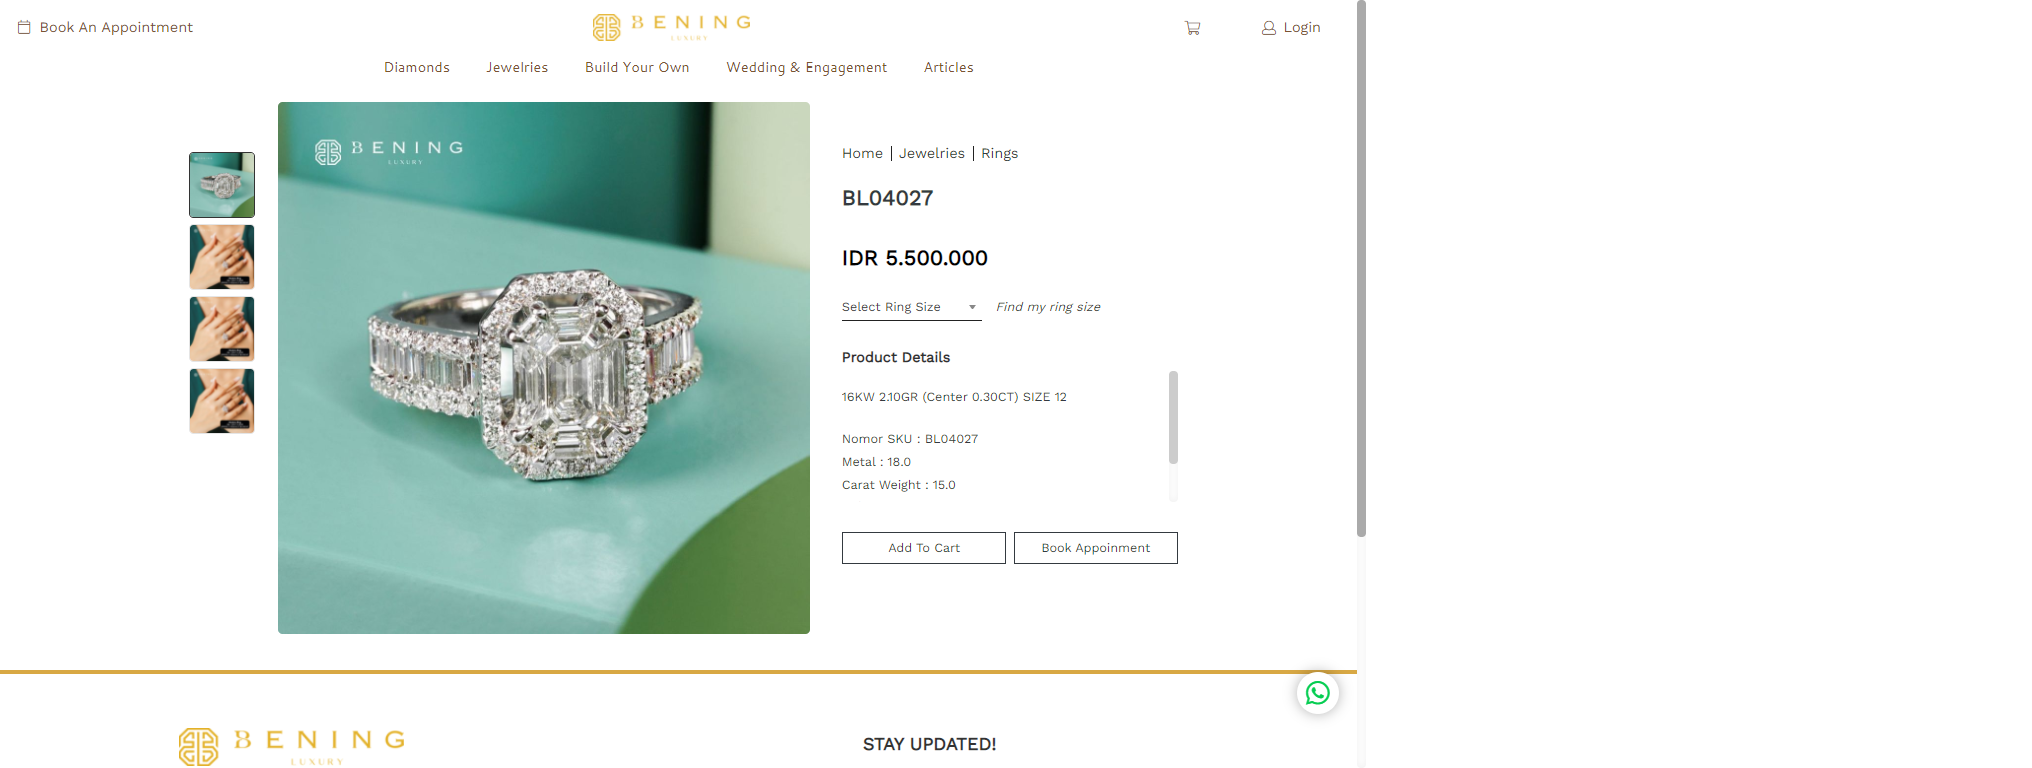 Book An Appointment
BENING
LUXURY
Login
Diamonds
Jewelries
Build Your Own
Wedding & Engagement
Articles
BENING
LUXURY
Home | Jewelries | Rings
BL04027
IDR 5.500.000
Select Ring Size
Find my ring size
Product Details
16KW 2.10GR (Center 0.30CT) SIZE 12
Nomor SKU : BL04027
Metal : 18.0
Carat Weight : 15.0
Add To Cart
Book Appoinment
BENING
LUXURY
STAY UPDATED!